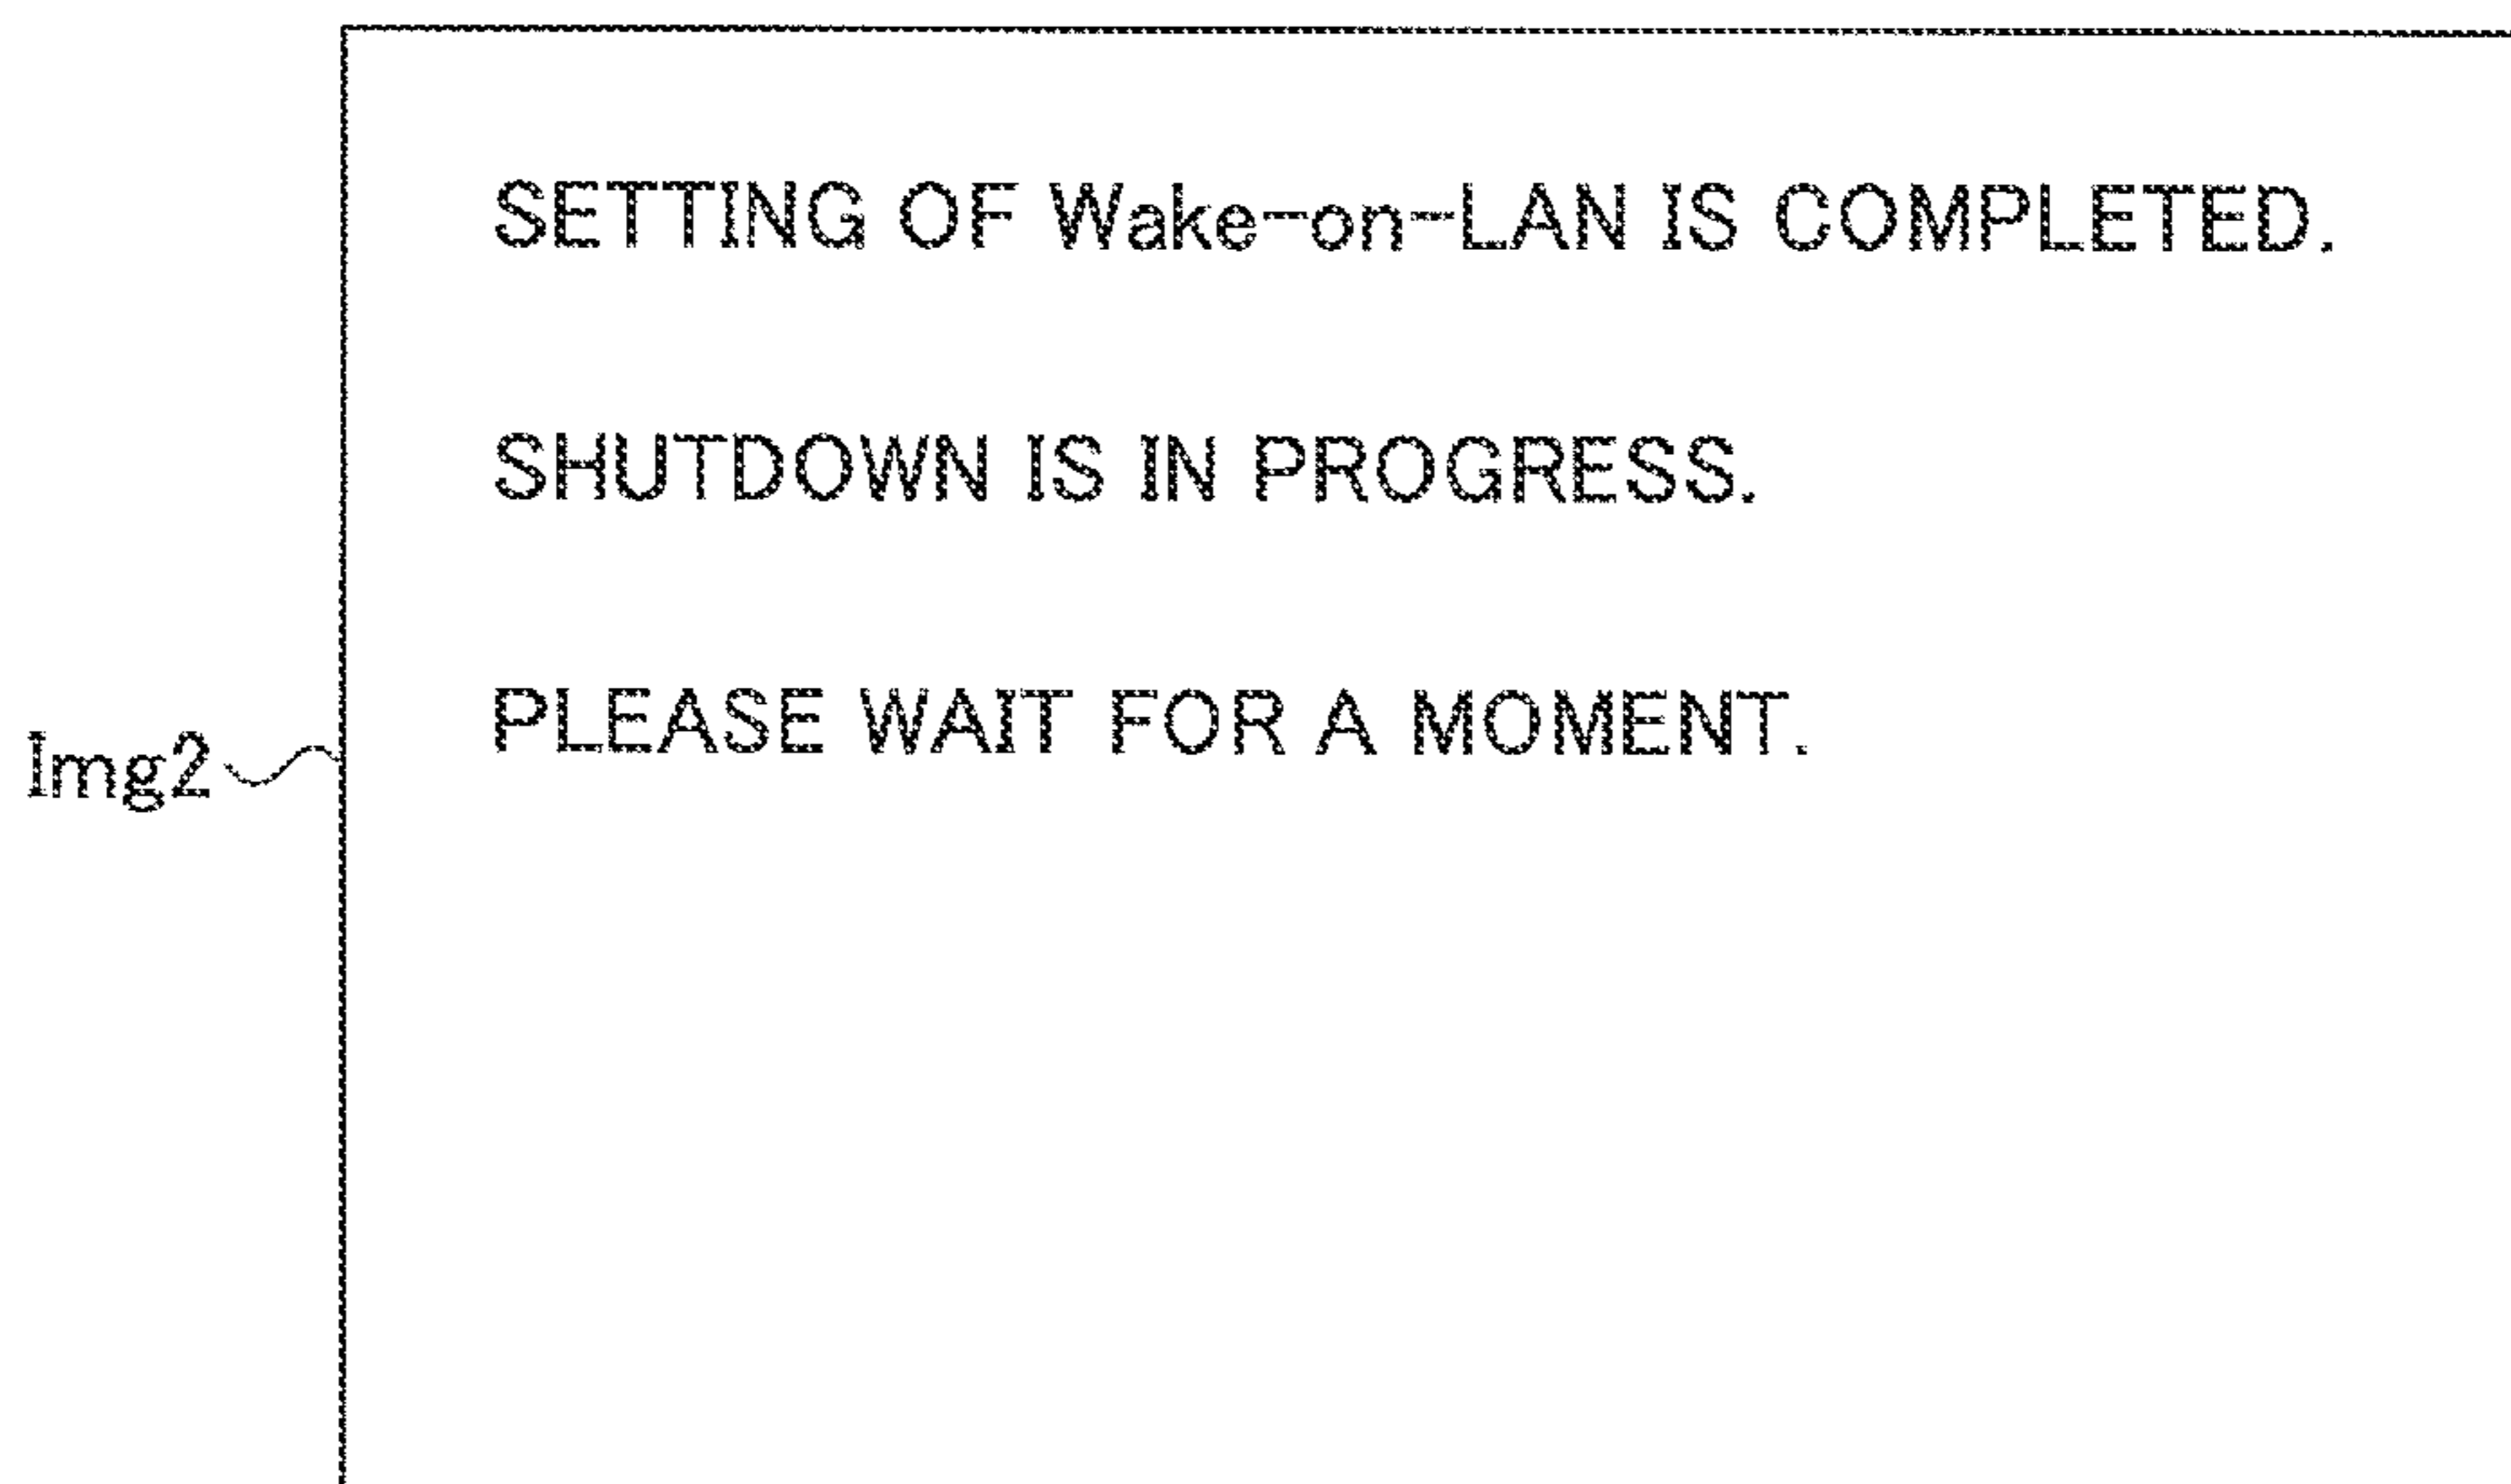 SETTING OF Wake-on-LAN IS COMPLETED.
SHUTDOWN IS IN PROGRESS.
PLEASE WAIT FOR A MOMENT.
Img2